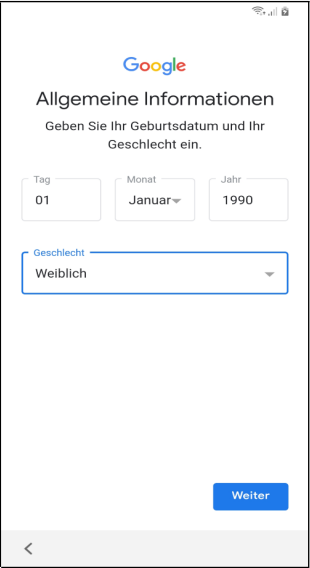 Google
Allgemeine Informationen
Geben Sie Ihr Geburtsdatum und Ihr
Geschlecht ein.
Tag
Monat
Jahr
01
Januar
1990
Geschlecht
Weiblich
Weiter